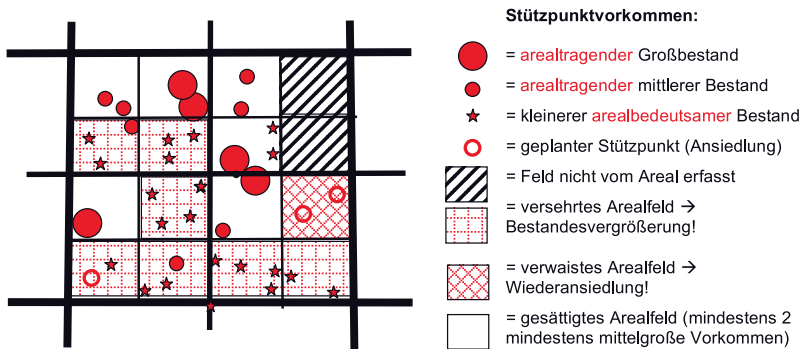 Stützpunktvorkommen:
= arealtragender Großbestand
= arealtragender mittlerer Bestand
= kleinerer arealbedeutsamer Bestand
= geplanter Stützpunkt (Ansiedlung)
= Feld nicht vom Areal erfasst
= versehrtes Arealfeld →
Bestandesvergrößerung!
= verwaistes Arealfeld →
Wiederansiedlung!
= gesättigtes Arealfeld (mindestens 2
mindestens mittelgroße Vorkommen)